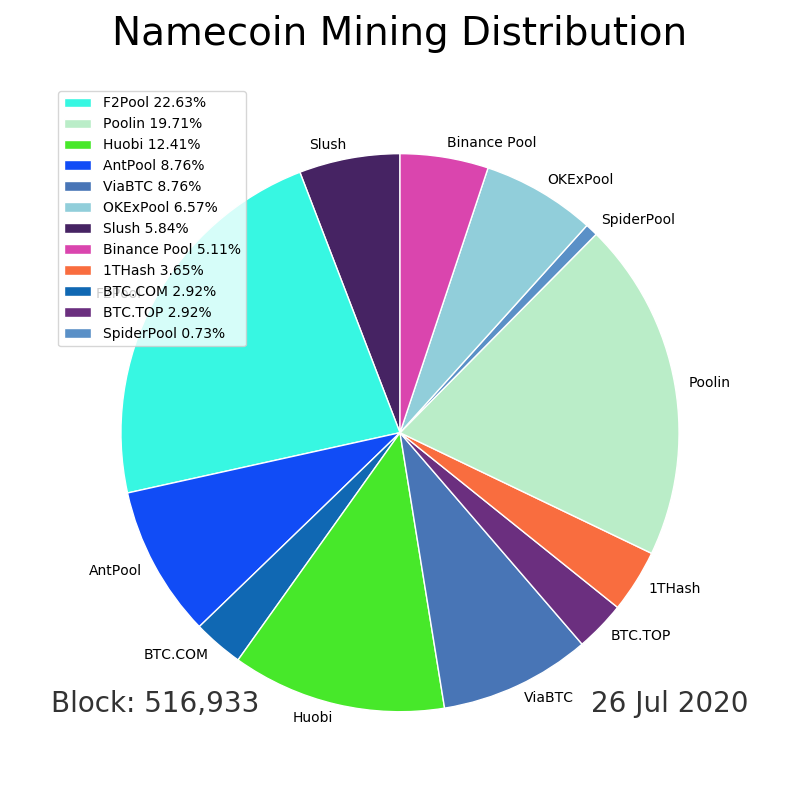 Namecoin Mining Distribution
F2Pool 22.63%
Poolin 19.71%
Huobi 12.41%
AntPool 8.76%
ViaBTC 8.76%
OKExPool 6.57%
Slush 5.84%
Binance Pool 5.11%
1THash 3.65%
BTC.COM 2.92%
BTC.TOP 2.92%
SpiderPool 0.73%
Slush
Binance Pool
OKExPool
SpiderPool
F2Pool
Poolin
AntPool
1THash
BTC.TOP
BTC.COM
ViaBTC
Huobi
Block: 516,933
26 Jul 2020